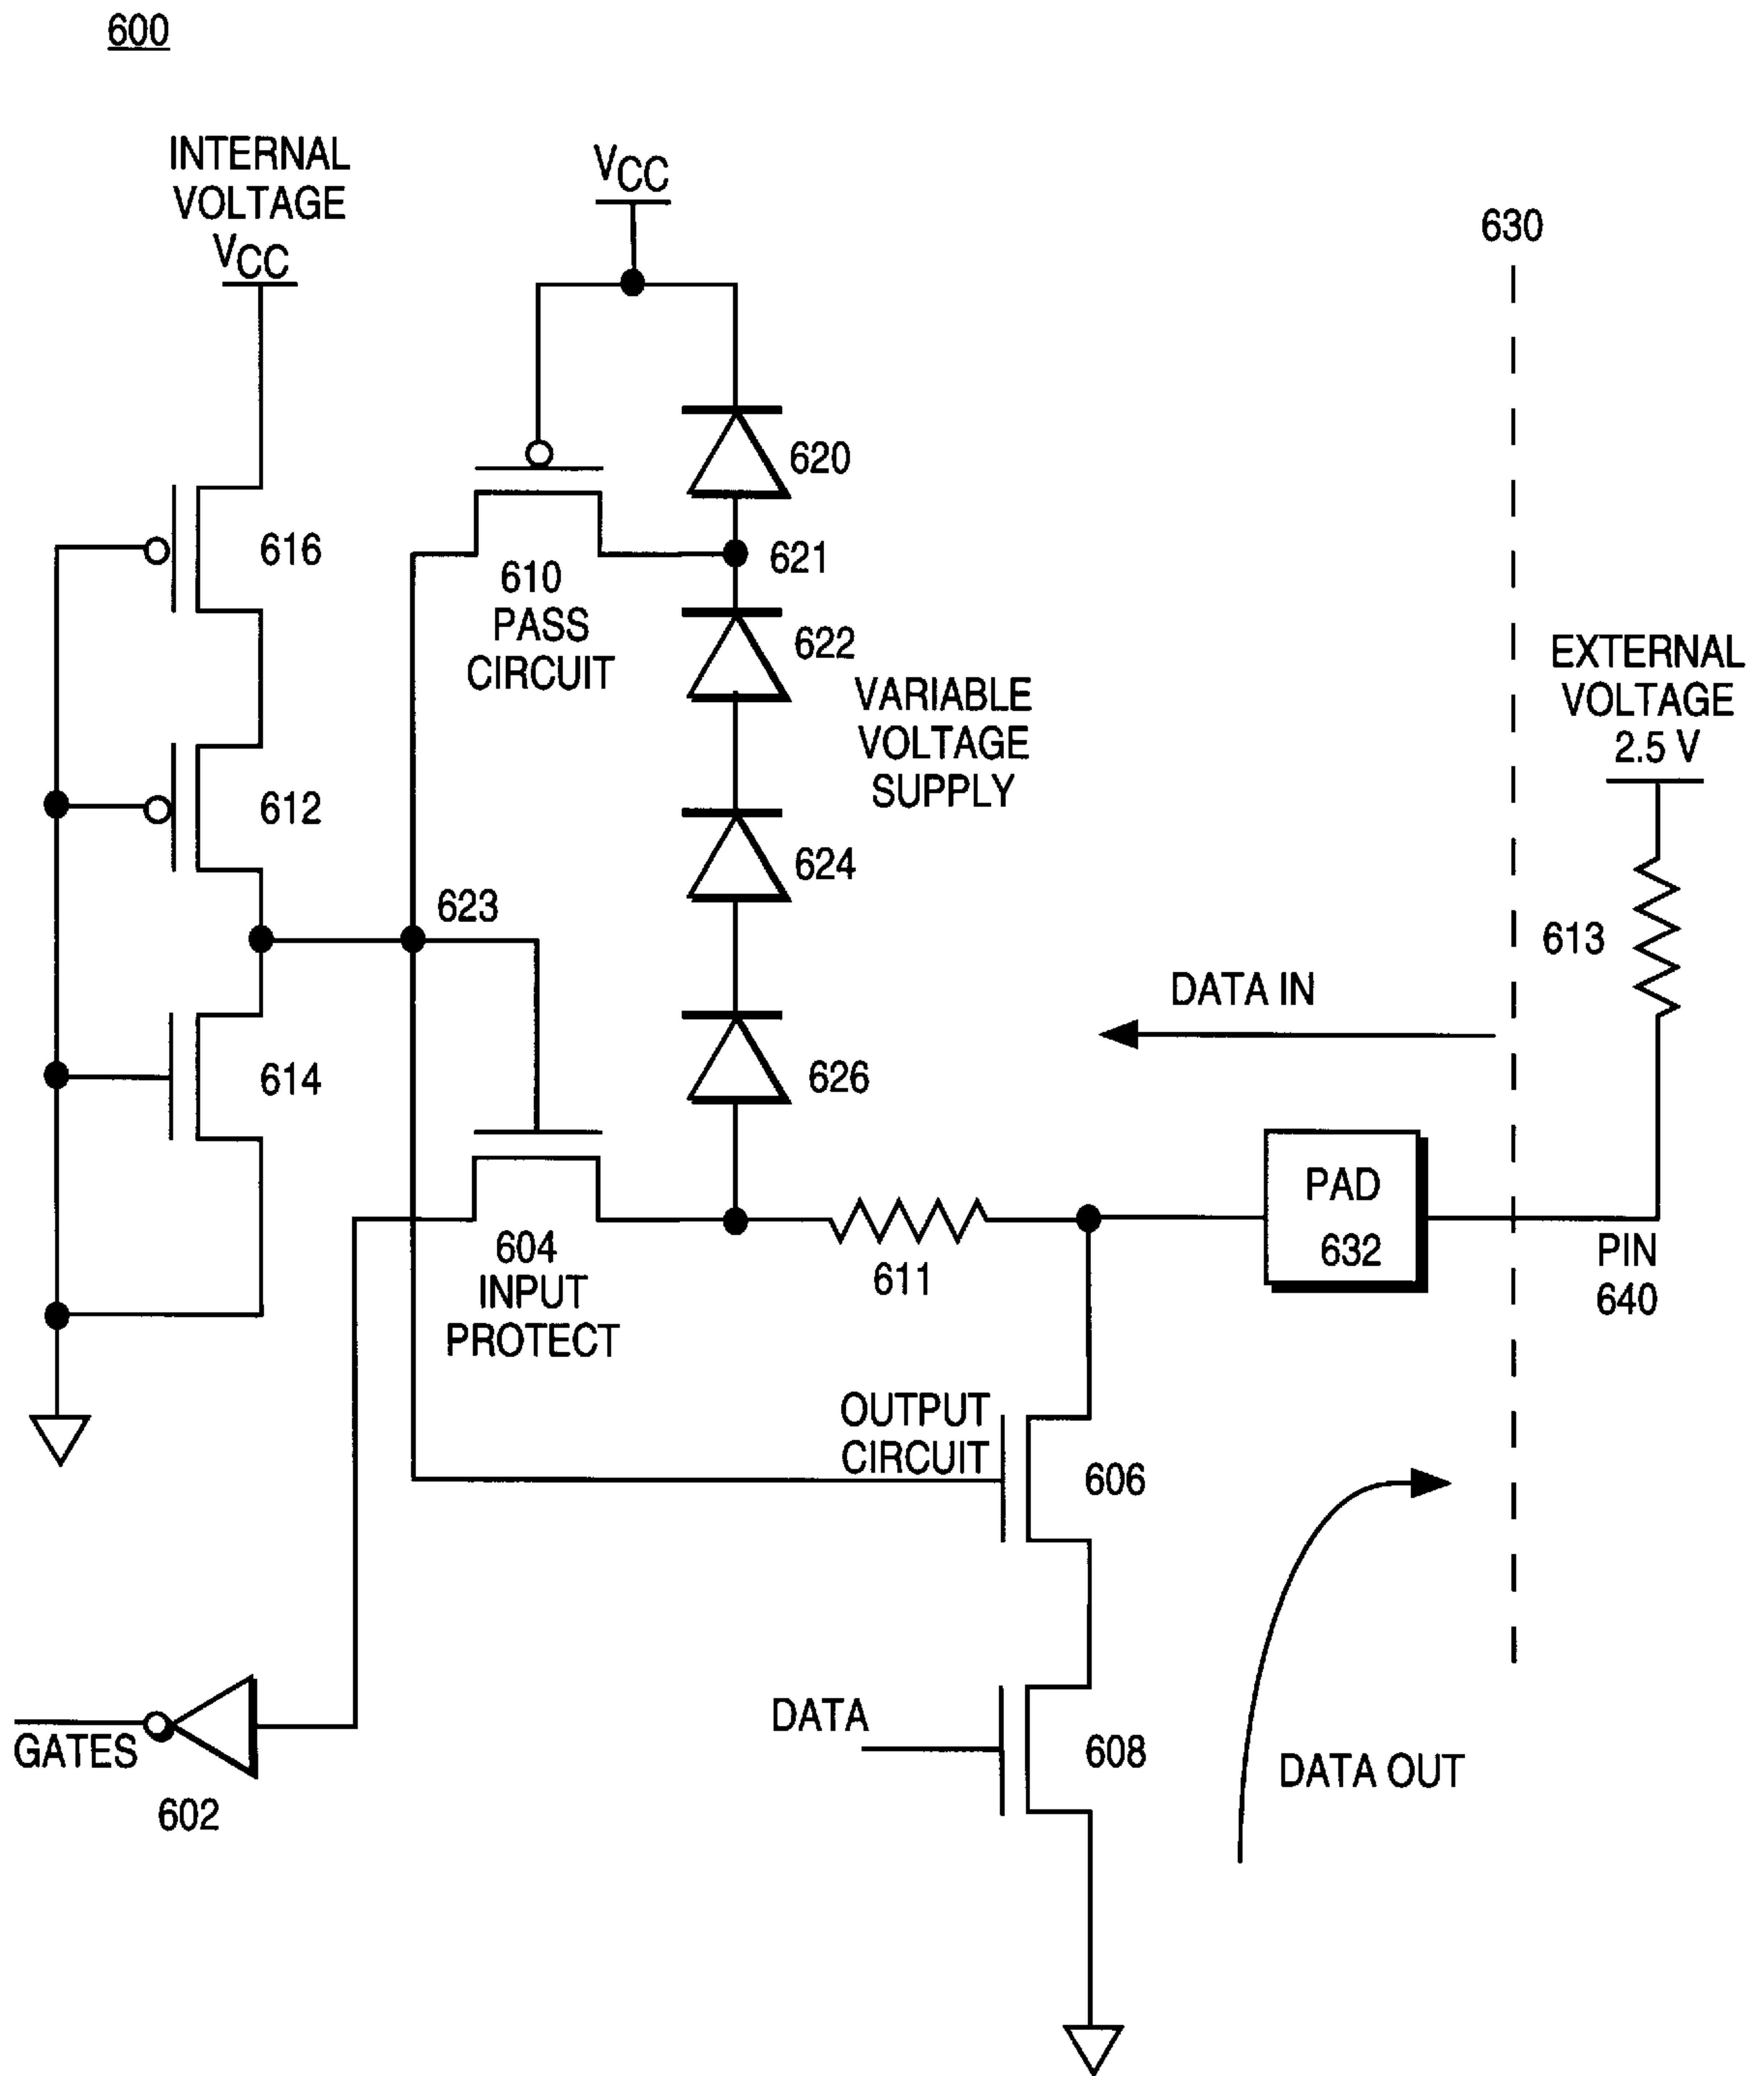 600
INTERNAL
VOLTAGE
VCC
VCC
630
620
616
621
610
PASS
CIRCUIT
622
VARIABLE
VOLTAGE
SUPPLY
EXTERNAL
VOLTAGE
2.5 V
612
624
623
613
DATA IN
614
626
PAD
632
604
INPUT
PROTECT
611
PIN
640
OUTPUT
CIRCUIT
606
DATA
608
GATES
602
DATA OUT